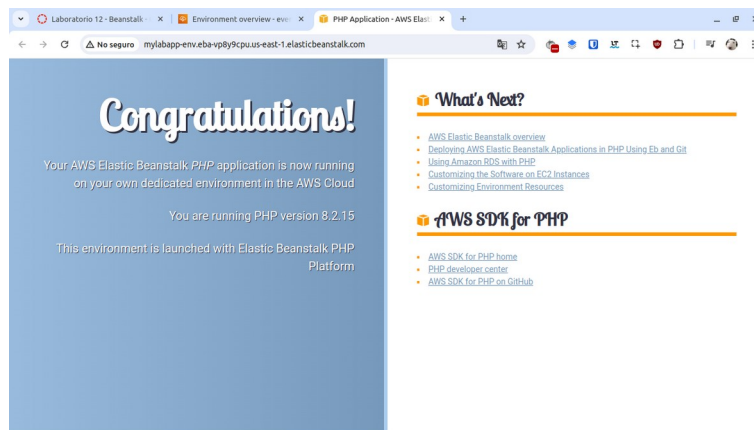 Laboratorio 12 - Beanstalk
Environment overview - eve
PHP Application - AWS Elast
No seguro
mylabapp-env.eba-vp8y9cpu.us-east-1.elasticbeanstalk.com
Congratulations!
Your AWS Elastic Beanstalk PHP application is now running
on your own dedicated environment in the AWS Cloud
You are running PHP version 8.2.15
This environment is launched with Elastic Beanstalk PHP
Platform
What's Next?
AWS Elastic Beanstalk overview
Deploying AWS Elastic Beanstalk Applications in PHP Using Eb and Git
Using Amazon RDS with PHP
Customizing the Software on EC2 Instances
Customizing Environment Resources
AWS SDK for PHP
AWS SDK for PHP home
PHP developer center
AWS SDK for PHP on GitHub